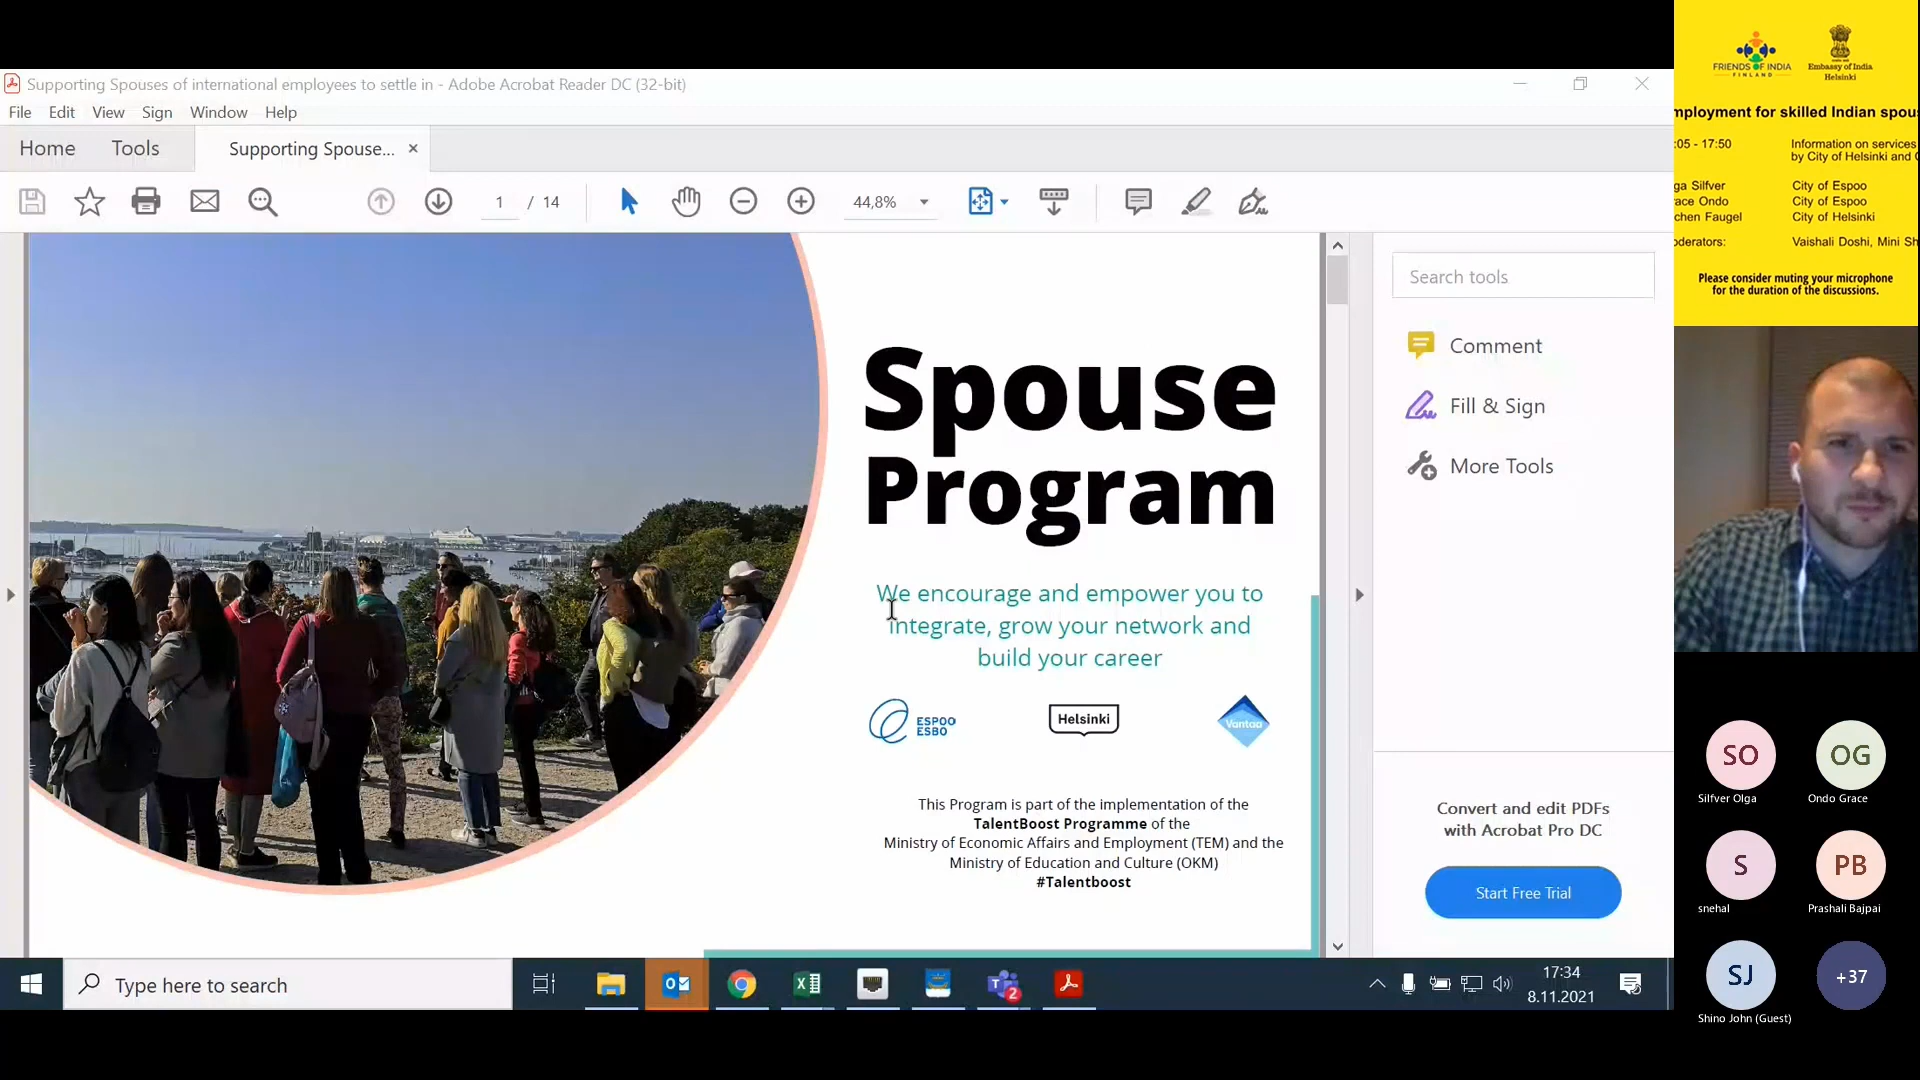 Supporting Spouses of international employees to settle in - Adobe Acrobat Reader DC (32-bit)
File Edit View Sign Window Help
Home Tools Supporting Spouse... ×
1 / 14 44,8%
Spouse
Program
We encourage and empower you to
integrate, grow your network and
build your career
ESPOO
ESBO
Helsinki
Vantaa
This Program is part of the implementation of the
TalentBoost Programme of the
Ministry of Economic Affairs and Employment (TEM) and the
Ministry of Education and Culture (OKM)
#Talentboost
Search tools
Comment
Fill & Sign
More Tools
Convert and edit PDFs
with Acrobat Pro DC
Start Free Trial
Type here to search
2
17:34
8.11.2021
FRIENDS OF INDIA
FINLAND
Embassy of India
Helsinki
mployment for skilled Indian spou
:05 - 17:50 Information on services
by City of Helsinki and
ga Silfver City of Espoo
ace Ondo City of Espoo
chen Faugel City of Helsinki
oderators: Vaishali Doshi, Mini Sh
Please consider muting your microphone
for the duration of the discussions.
SO OG
Silfver Olga Ondo Grace
S PB
snehal Prashali Bajpai
SJ +37
Shino John (Guest)